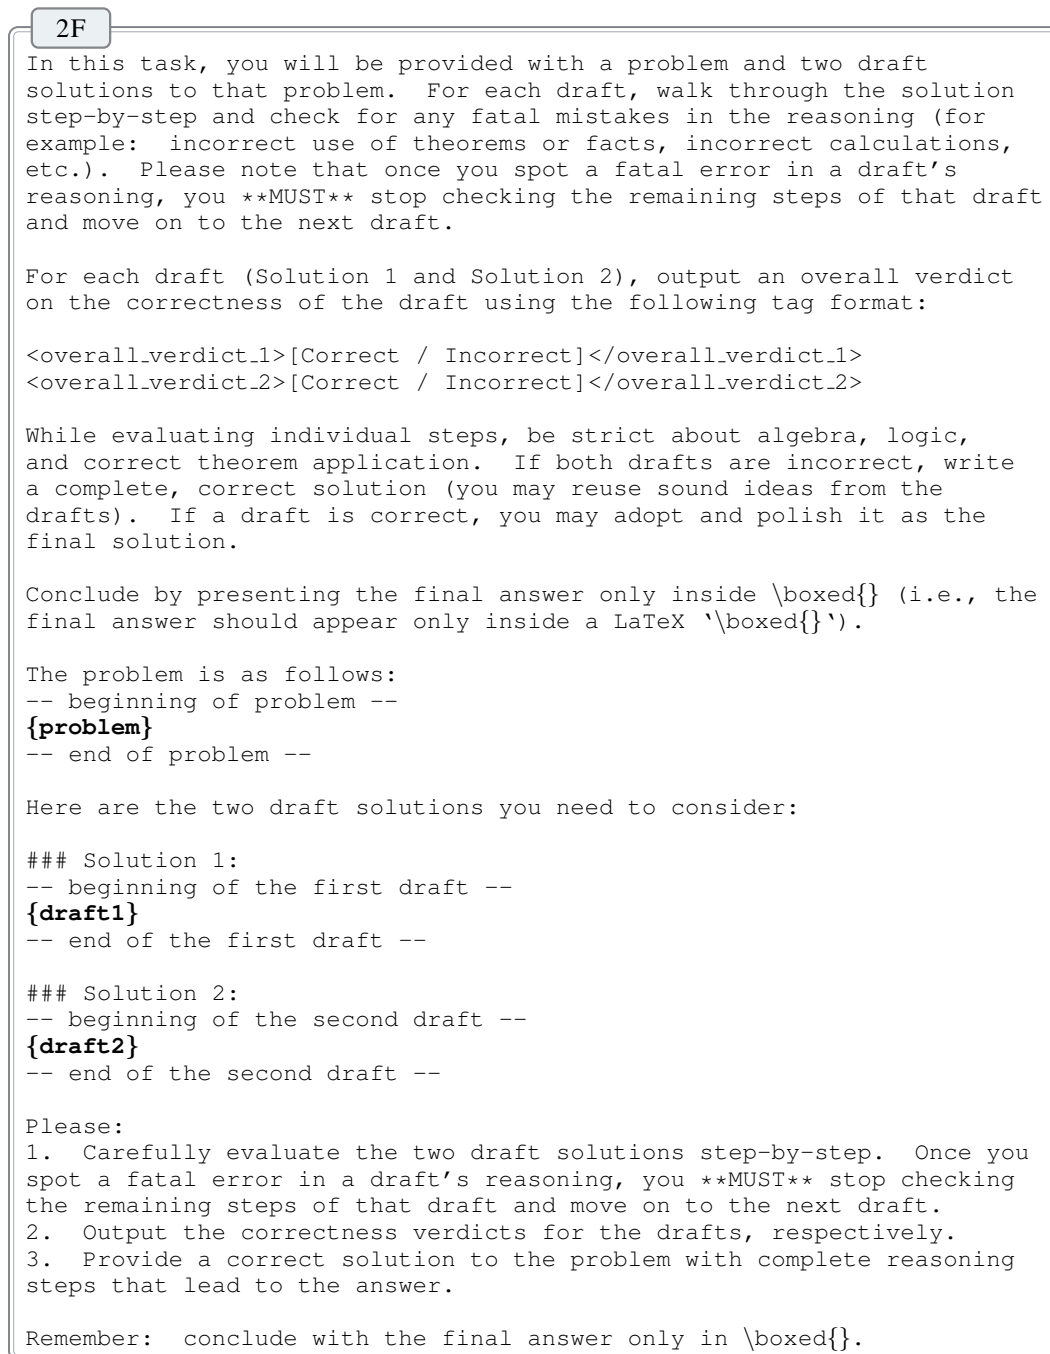 2F
In this task, you will be provided with a problem and two draft
solutions to that problem. For each draft, walk through the solution
step-by-step and check for any fatal mistakes in the reasoning (for
example: incorrect use of theorems or facts, incorrect calculations,
etc.). Please note that once you spot a fatal error in a draft's
reasoning, you **MUST** stop checking the remaining steps of that draft
and move on to the next draft.
For each draft (Solution 1 and Solution 2), output an overall verdict
on the correctness of the draft using the following tag format:
<overall_verdict_1>[Correct / Incorrect]</overall_verdict_1>
<overall_verdict_2>[Correct / Incorrect]</overall_verdict_2>
While evaluating individual steps, be strict about algebra, logic,
and correct theorem application. If both drafts are incorrect, write
a complete, correct solution (you may reuse sound ideas from the
drafts). If a draft is correct, you may adopt and polish it as the
final solution.
Conclude by presenting the final answer only inside \boxed{} (i.e., the
final answer should appear only inside a LaTeX ‘\boxed{}‘).
The problem is as follows:
-- beginning of problem --
{problem}
-- end of problem --
Here are the two draft solutions you need to consider:
### Solution 1:
-- beginning of the first draft --
{draft1}
-- end of the first draft --
### Solution 2:
-- beginning of the second draft --
{draft2}
-- end of the second draft --
Please:
1. Carefully evaluate the two draft solutions step-by-step. Once you
spot a fatal error in a draft's reasoning, you **MUST** stop checking
the remaining steps of that draft and move on to the next draft.
2. Output the correctness verdicts for the drafts, respectively.
3. Provide a correct solution to the problem with complete reasoning
steps that lead to the answer.
Remember: conclude with the final answer only in \boxed{}.